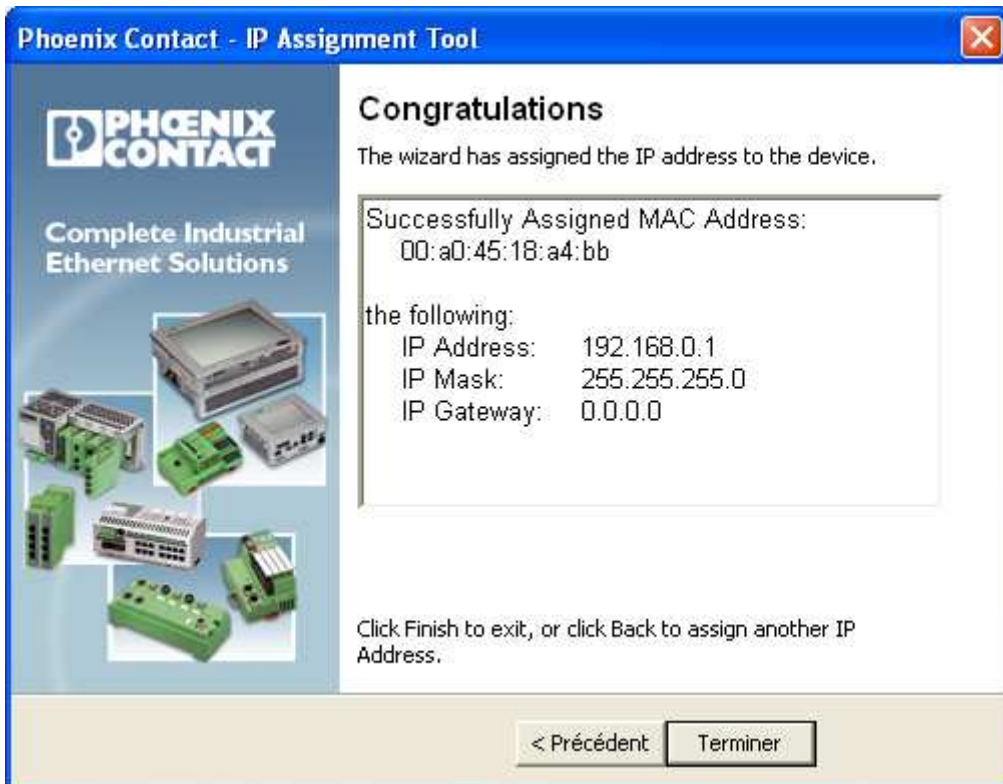 Phoenix Contact - IP Assignment Tool
PHŒNIX
CONTACT
Complete Industrial
Ethernet Solutions
Congratulations
The wizard has assigned the IP address to the device.
Successfully Assigned MAC Address:
00:a0:45:18:a4:bb
the following:
IP Address: 192.168.0.1
IP Mask: 255.255.255.0
IP Gateway: 0.0.0.0
Click Finish to exit, or click Back to assign another IP
Address.
< Précédent
Terminer